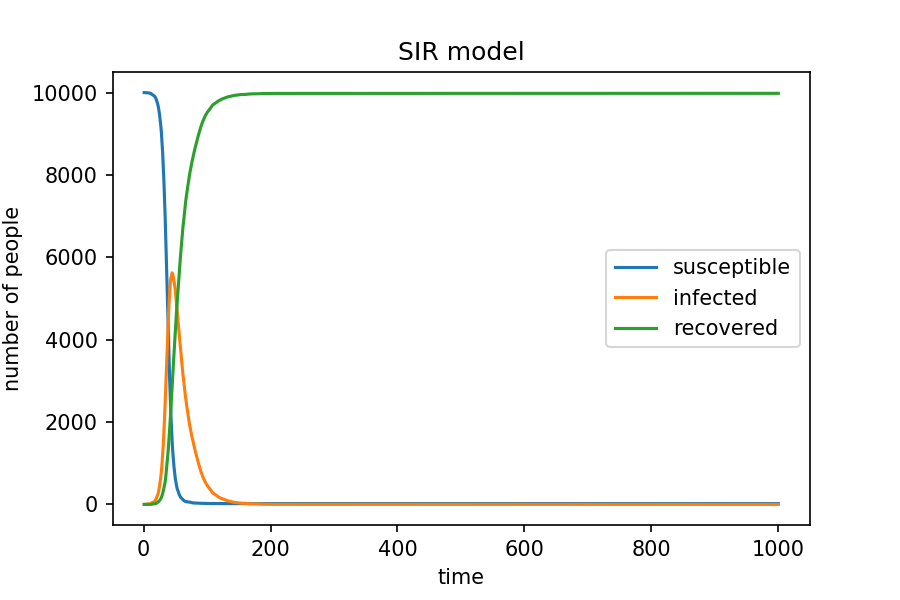 SIR model
number of people
10000
8000
6000
4000
2000
0
susceptible
infected
recovered
0 200 400 600 800 1000
time